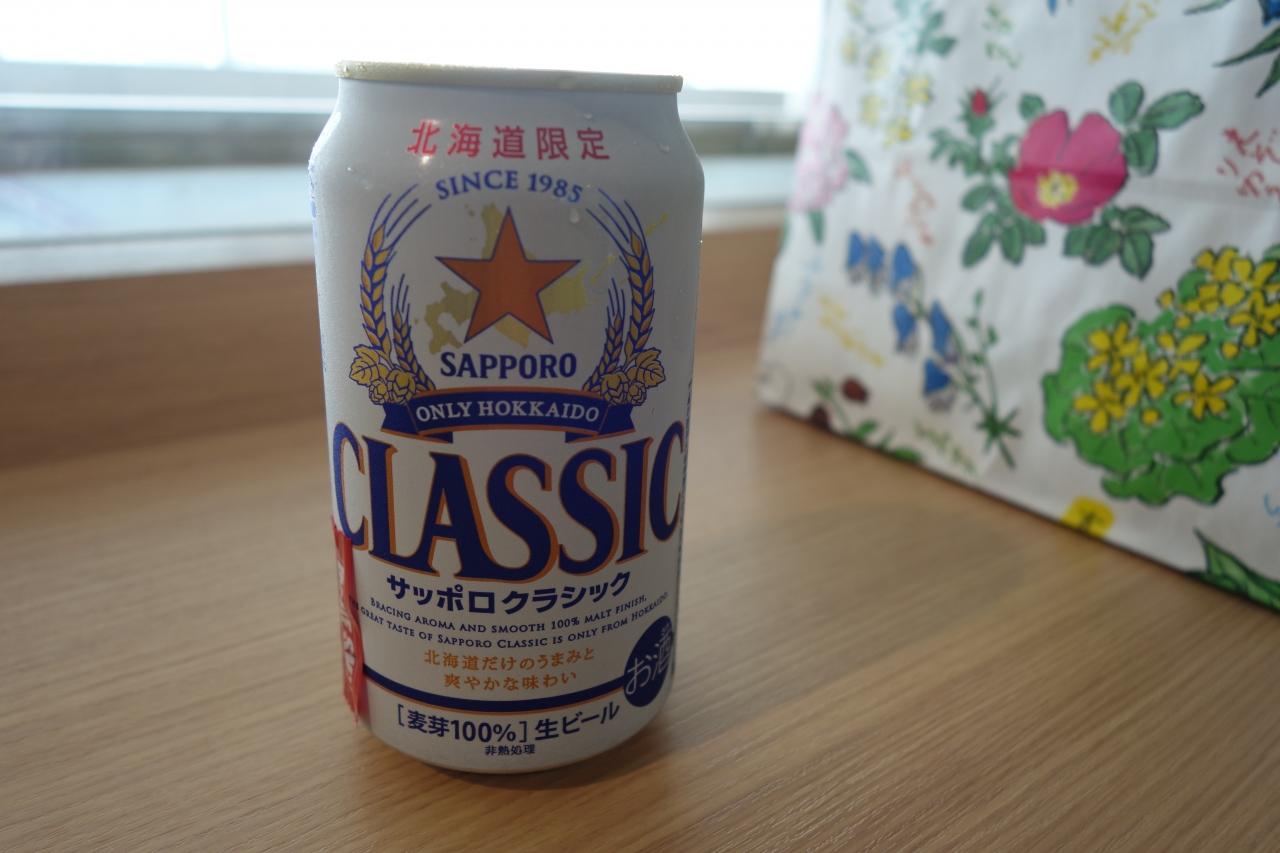 北海道限定
SINCE 1985
SAPPORO
ONLY HOKKAIDO
CLASSIC
サッポロクラシック
BRACING AROMA AND SMOOTH 100% MALT FINISH,
GREAT TASTE OF SAPPORO CLASSIC IS ONLY FROM HOKKAIDO.
北海道だけのうまみと
爽やかな味わい
お酒
[麦芽100%]生ビール
非熱処理